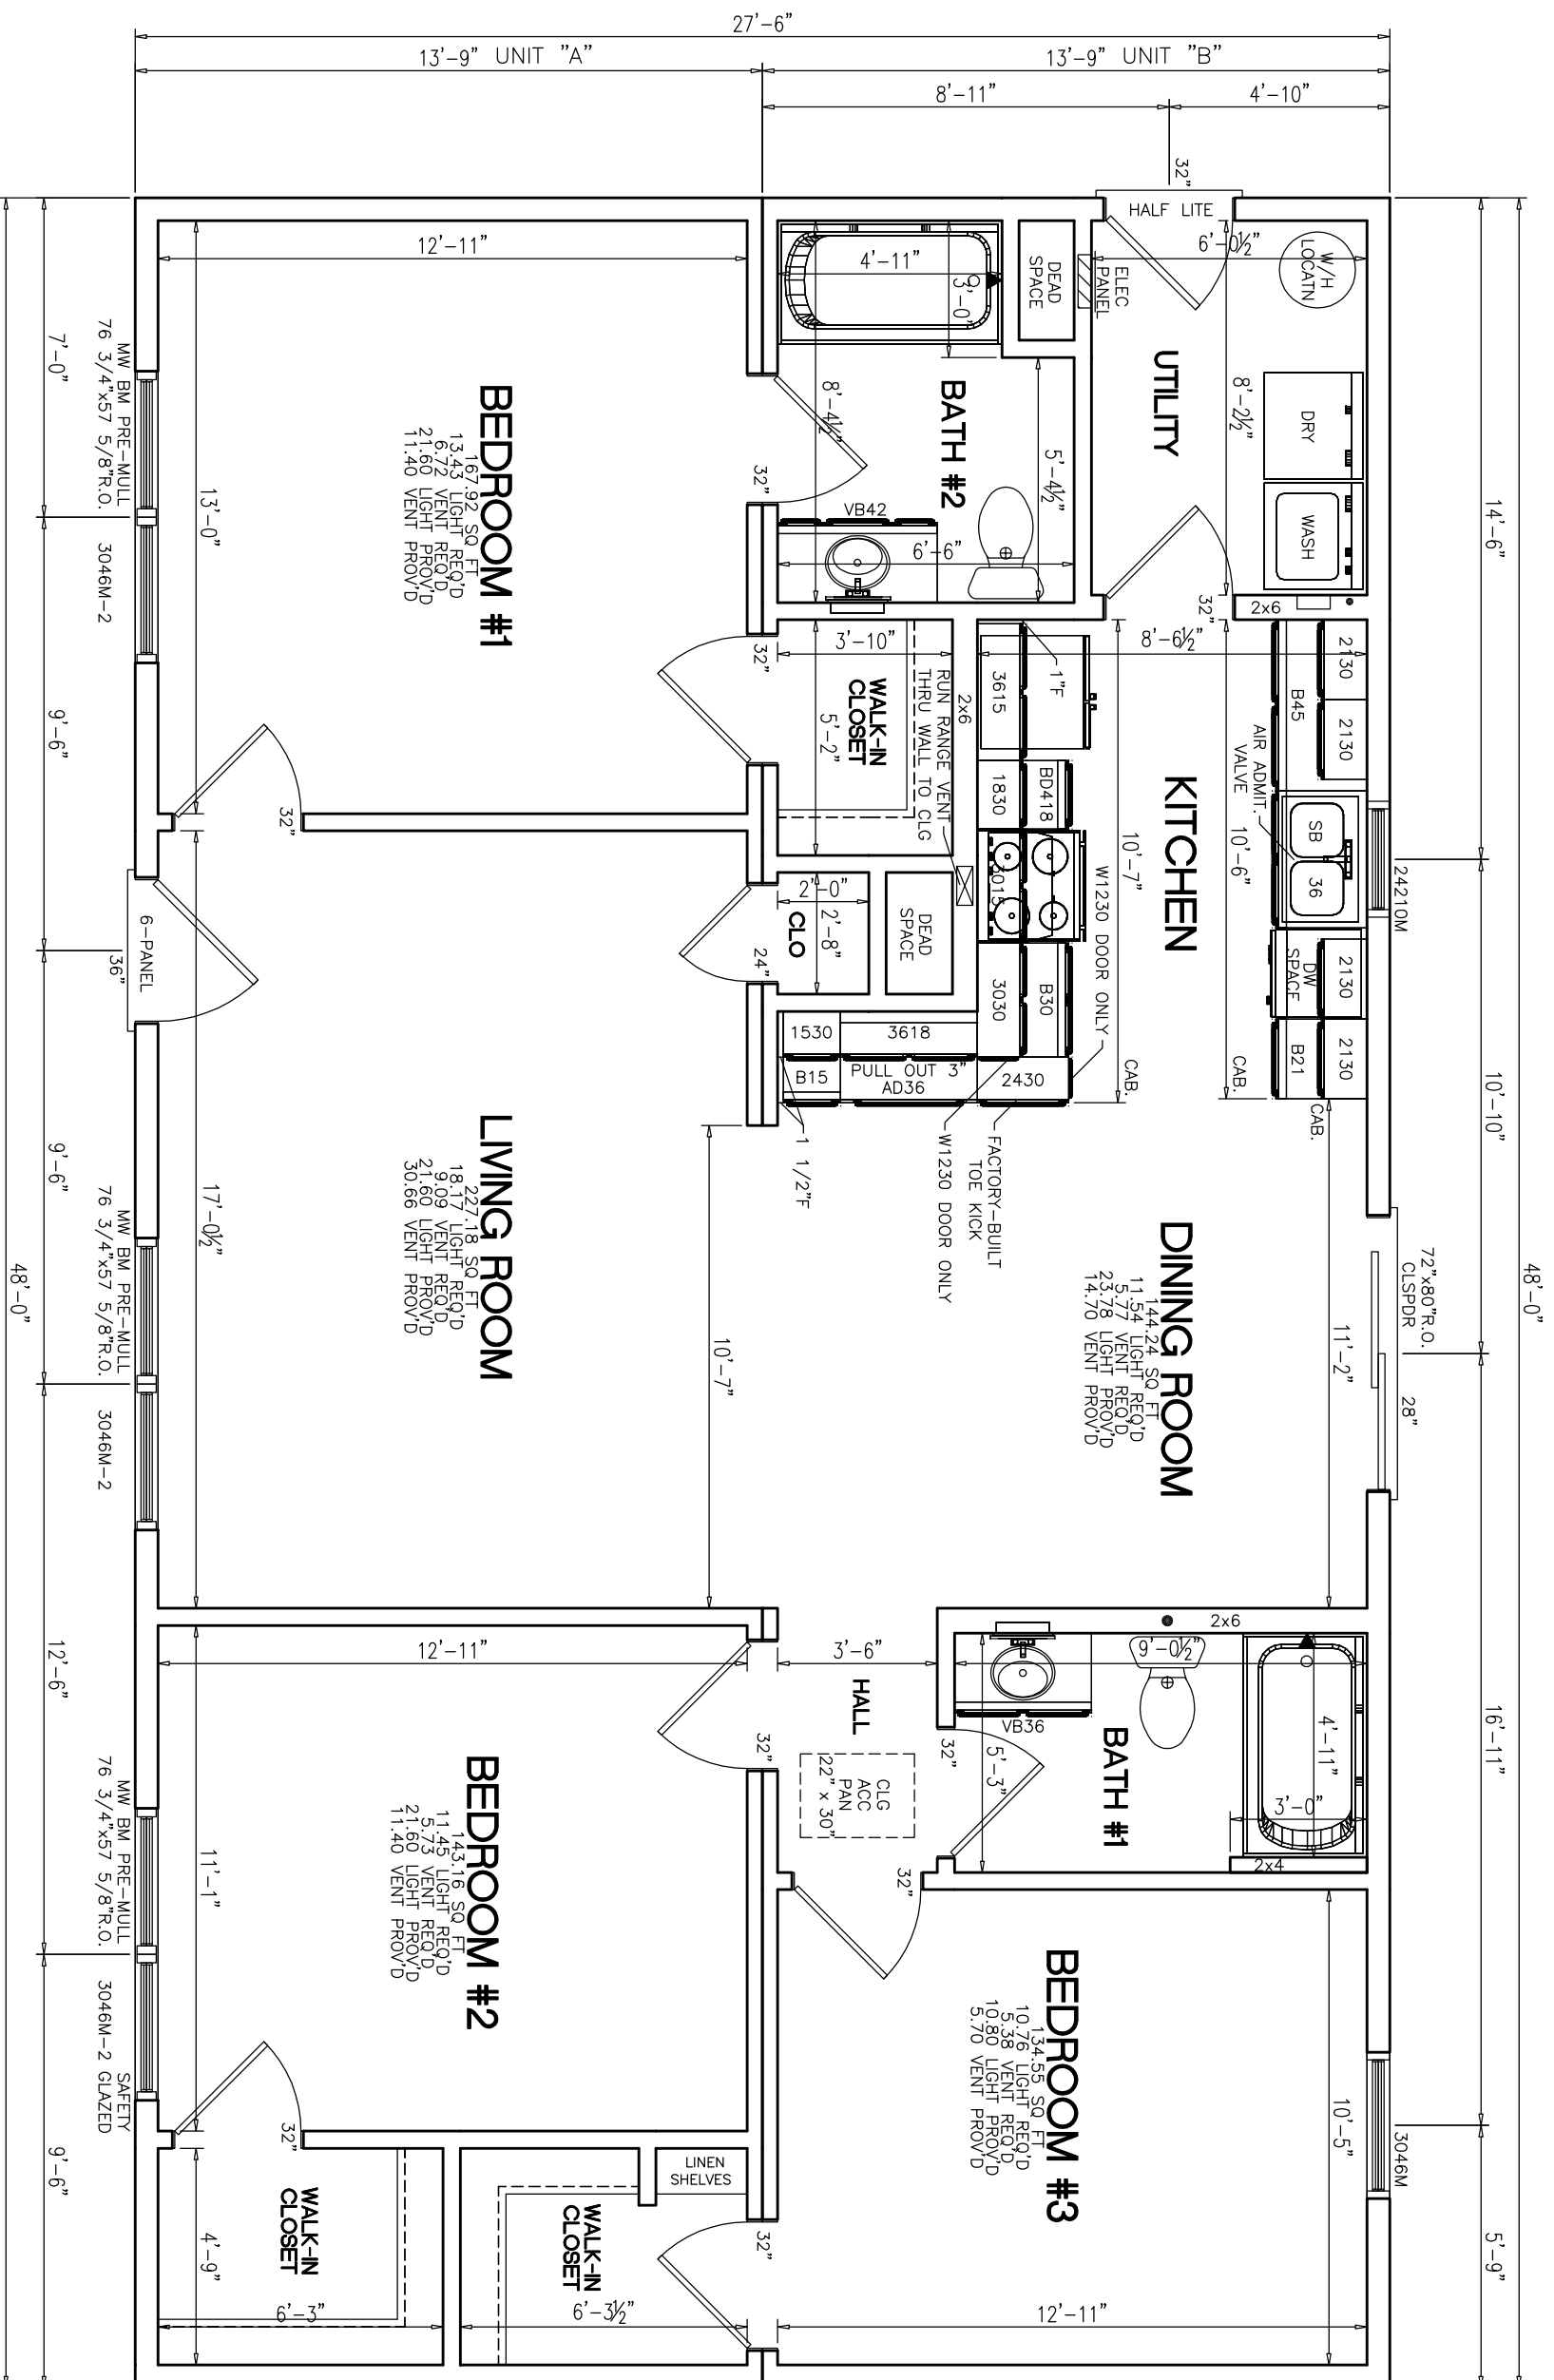 27'-6"
13'-9" UNIT "A"
13'-9" UNIT "B"
8'-11"
4'-10"
32"
HALF LITE
6'-0½"
W/H
LOCATN
ELEC
PANEL
DEAD
SPACE
4'-11"
3'-0"
12'-11"
UTILITY
8'-2½"
DRY
WASH
2x6
32"
BATH #2
8'-4½"
5'-4½"
6'-6"
VB42
32"
BEDROOM #1
167.92 SQ FT
13.43 LIGHT REQ'D
6.72 VENT REQ'D
21.60 LIGHT PROV'D
11.40 VENT PROV'D
13'-0"
32"
32"
7'-0"
MW BM PRE-MULL
76 3/4"x57 5/8"R.O.
3046M-2
9'-6"
14'-6"
3'-10"
WALK-IN
CLOSET
5'-2"
RUN RANGE VENT
THRU WALL TO CLG
2x6
8'-6½"
1"F
3615
1830
BD418
3015
3030
B30
1530
3618
B15
PULL OUT 3"
AD36
2430
KITCHEN
10'-7"
10'-6"
AIR ADMIT.
VALVE
2130
B45
2130
SB
36
24210M
DW
SPACE
2130
B21
2130
CAB.
CAB.
CAB.
W1230 DOOR ONLY
W1230 DOOR ONLY
FACTORY-BUILT
TOE KICK
1 1/2"F
2'-0"
2'-8"
CLO
DEAD
SPACE
24"
6-PANEL
36"
LIVING ROOM
227.18 SQ FT
18.17 LIGHT REQ'D
9.09 VENT REQ'D
21.60 LIGHT PROV'D
30.66 VENT PROV'D
17'-0½"
10'-7"
9'-6"
MW BM PRE-MULL
76 3/4"x57 5/8"R.O.
3046M-2
48'-0"
DINING ROOM
144.24 SQ FT
11.54 LIGHT REQ'D
5.77 VENT REQ'D
23.78 LIGHT PROV'D
14.70 VENT PROV'D
11'-2"
72"x80"R.O.
CLSPDR
28"
10'-10"
48'-0"
2x6
12'-11"
3'-6"
9'-0½"
HALL
VB36
BATH #1
5'-3"
32"
4'-11"
3'-0"
2x4
CLG
ACC
PAN
22" x 30"
32"
32"
16'-11"
BEDROOM #2
143.16 SQ FT
11.45 LIGHT REQ'D
5.73 VENT REQ'D
21.60 LIGHT PROV'D
11.40 VENT PROV'D
11'-1"
12'-6"
MW BM PRE-MULL
76 3/4"x57 5/8"R.O.
SAFETY
3046M-2 GLAZED
32"
9'-6"
BEDROOM #3
134.55 SQ FT
10.76 LIGHT REQ'D
5.38 VENT REQ'D
10.80 LIGHT PROV'D
5.70 VENT PROV'D
10'-5"
3046M
5'-9"
LINEN
SHELVES
WALK-IN
CLOSET
WALK-IN
CLOSET
32"
4'-9"
6'-3"
6'-3½"
12'-11"